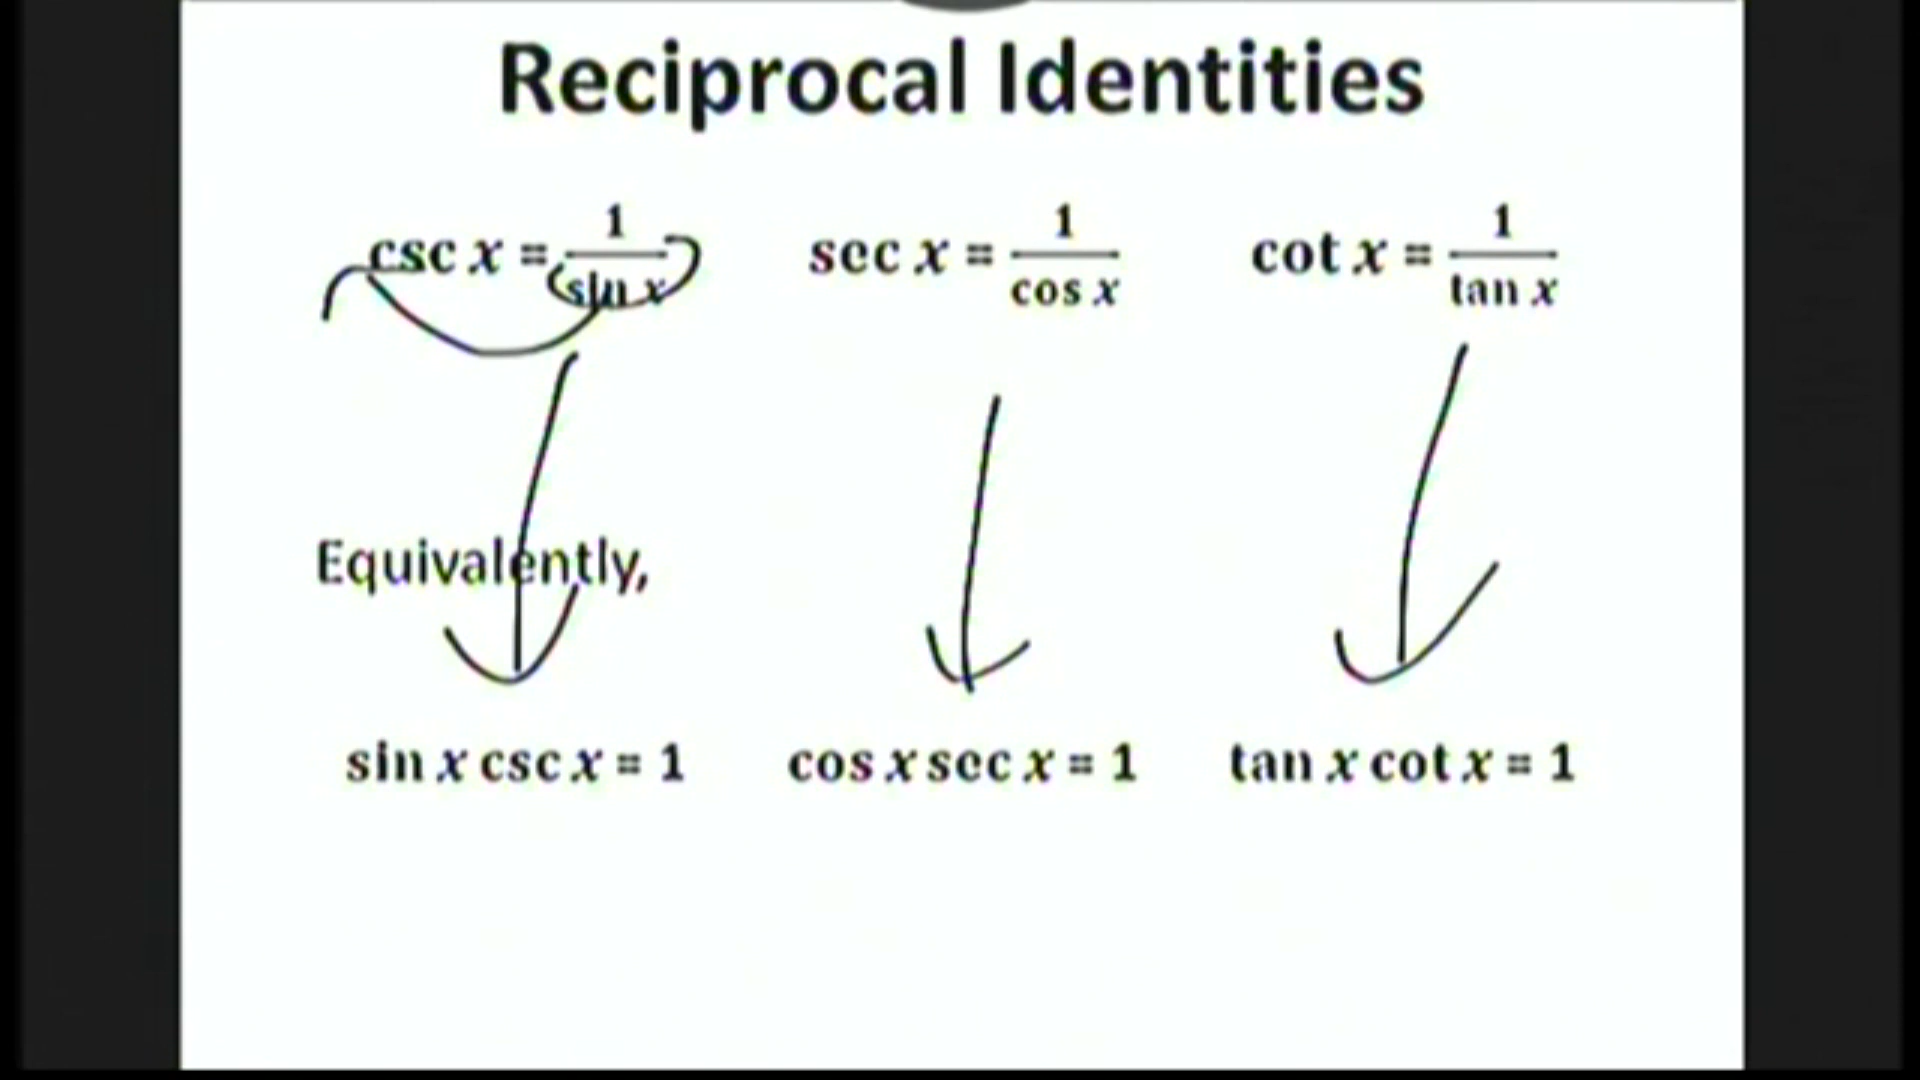 Reciprocal Identities
csc x = 1/sin x    sec x = 1/cos x    cot x = 1/tan x
Equivalently,
sin x csc x = 1    cos x sec x = 1    tan x cot x = 1